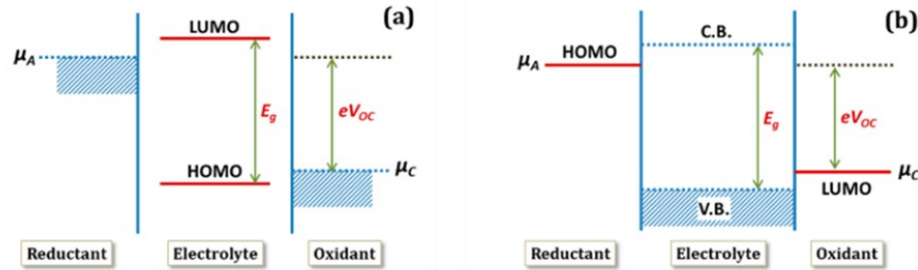 (a)
LUMO
μA
Eg
eVOC
HOMO
μC
Reductant
Electrolyte
Oxidant
(b)
C.B.
HOMO
μA
Eg
eVOC
μC
LUMO
V.B.
Reductant
Electrolyte
Oxidant